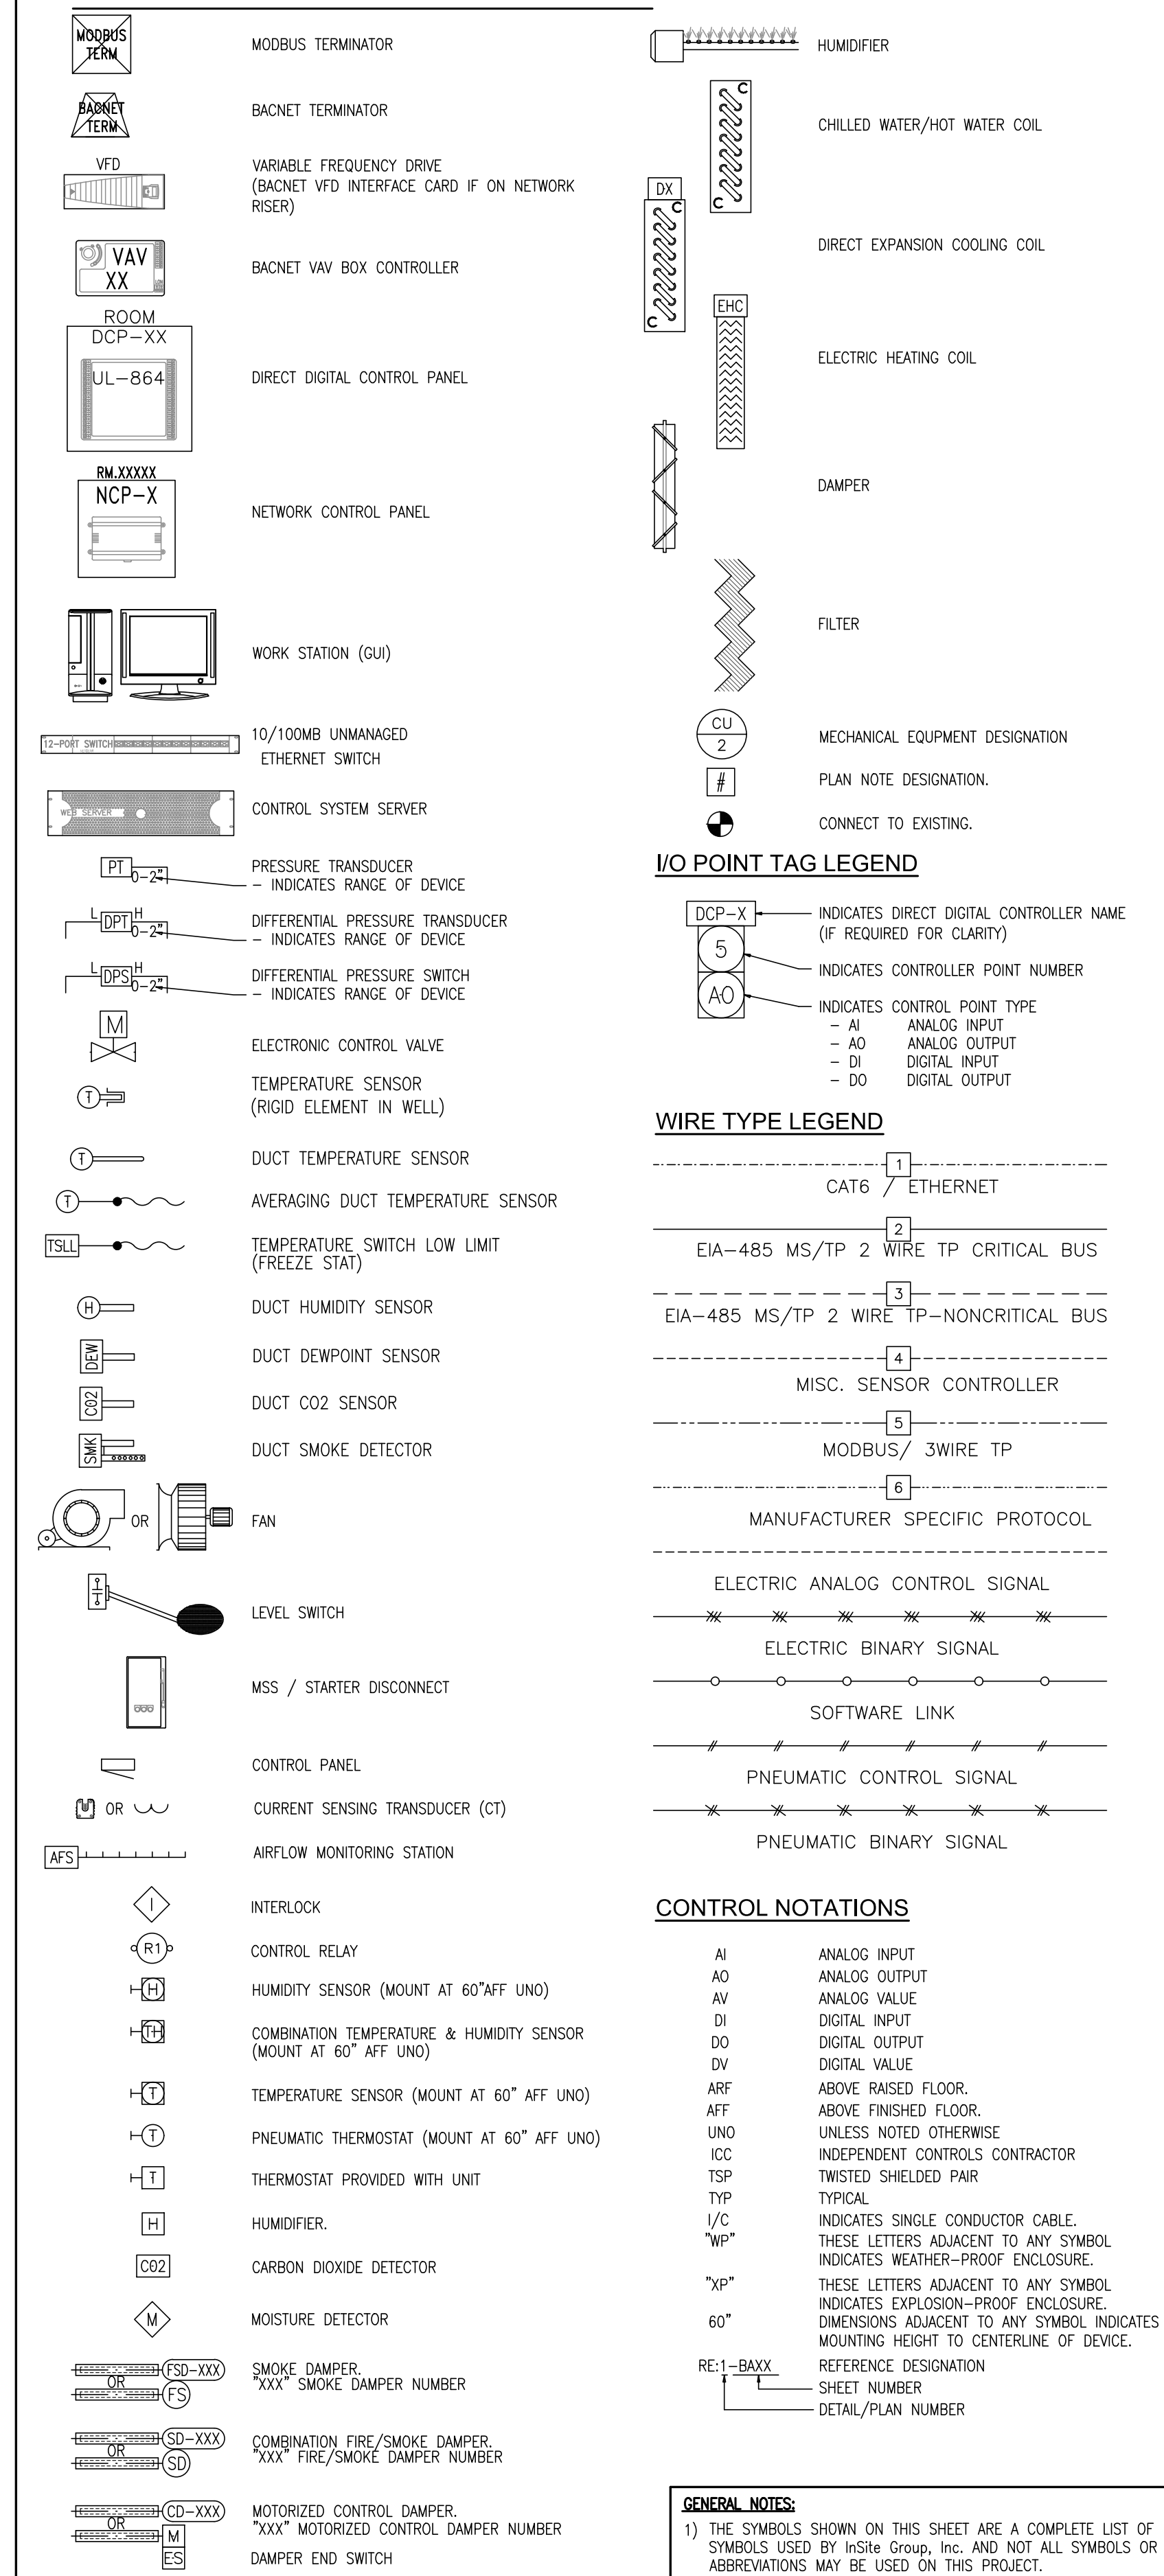 MODBUS
TERM
MODBUS TERMINATOR
BACNET
TERM
BACNET TERMINATOR
VFD
VARIABLE FREQUENCY DRIVE
(BACNET VFD INTERFACE CARD IF ON NETWORK
RISER)
VAV
XX
BACNET VAV BOX CONTROLLER
ROOM
DCP-XX
UL-864
DIRECT DIGITAL CONTROL PANEL
RM.XXXXX
NCP-X
NETWORK CONTROL PANEL
WORK STATION (GUI)
12-PORT SWITCH
10/100MB UNMANAGED
ETHERNET SWITCH
WEB SERVER
CONTROL SYSTEM SERVER
PT
0-2"
PRESSURE TRANSDUCER
- INDICATES RANGE OF DEVICE
L DPT H
0-2"
DIFFERENTIAL PRESSURE TRANSDUCER
- INDICATES RANGE OF DEVICE
L DPS H
0-2"
DIFFERENTIAL PRESSURE SWITCH
- INDICATES RANGE OF DEVICE
M
ELECTRONIC CONTROL VALVE
T
TEMPERATURE SENSOR
(RIGID ELEMENT IN WELL)
T
DUCT TEMPERATURE SENSOR
T
AVERAGING DUCT TEMPERATURE SENSOR
TSLL
TEMPERATURE SWITCH LOW LIMIT
(FREEZE STAT)
H
DUCT HUMIDITY SENSOR
DEW
DUCT DEWPOINT SENSOR
CO2
DUCT CO2 SENSOR
SMK
DUCT SMOKE DETECTOR
OR
FAN
LEVEL SWITCH
MSS / STARTER DISCONNECT
CONTROL PANEL
OR
CURRENT SENSING TRANSDUCER (CT)
AFS
AIRFLOW MONITORING STATION
I
INTERLOCK
R1
CONTROL RELAY
H
HUMIDITY SENSOR (MOUNT AT 60"AFF UNO)
TH
COMBINATION TEMPERATURE & HUMIDITY SENSOR
(MOUNT AT 60" AFF UNO)
T
TEMPERATURE SENSOR (MOUNT AT 60" AFF UNO)
T
PNEUMATIC THERMOSTAT (MOUNT AT 60" AFF UNO)
T
THERMOSTAT PROVIDED WITH UNIT
H
HUMIDIFIER.
CO2
CARBON DIOXIDE DETECTOR
M
MOISTURE DETECTOR
FSD-XXX
OR
FS
SMOKE DAMPER.
"XXX" SMOKE DAMPER NUMBER
SD-XXX
OR
SD
COMBINATION FIRE/SMOKE DAMPER.
"XXX" FIRE/SMOKE DAMPER NUMBER
CD-XXX
OR
M
MOTORIZED CONTROL DAMPER.
"XXX" MOTORIZED CONTROL DAMPER NUMBER
ES
DAMPER END SWITCH
HUMIDIFIER
C
C
CHILLED WATER/HOT WATER COIL
DX
C
C
DIRECT EXPANSION COOLING COIL
EHC
ELECTRIC HEATING COIL
DAMPER
FILTER
CU
2
MECHANICAL EQUPMENT DESIGNATION
#
PLAN NOTE DESIGNATION.
CONNECT TO EXISTING.
I/O POINT TAG LEGEND
DCP-X
5
AO
INDICATES DIRECT DIGITAL CONTROLLER NAME
(IF REQUIRED FOR CLARITY)
INDICATES CONTROLLER POINT NUMBER
INDICATES CONTROL POINT TYPE
- AI ANALOG INPUT
- AO ANALOG OUTPUT
- DI DIGITAL INPUT
- DO DIGITAL OUTPUT
WIRE TYPE LEGEND
1
CAT6 / ETHERNET
2
EIA-485 MS/TP 2 WIRE TP CRITICAL BUS
3
EIA-485 MS/TP 2 WIRE TP-NONCRITICAL BUS
4
MISC. SENSOR CONTROLLER
5
MODBUS/ 3WIRE TP
6
MANUFACTURER SPECIFIC PROTOCOL
ELECTRIC ANALOG CONTROL SIGNAL
ELECTRIC BINARY SIGNAL
SOFTWARE LINK
PNEUMATIC CONTROL SIGNAL
PNEUMATIC BINARY SIGNAL
CONTROL NOTATIONS
AI ANALOG INPUT
AO ANALOG OUTPUT
AV ANALOG VALUE
DI DIGITAL INPUT
DO DIGITAL OUTPUT
DV DIGITAL VALUE
ARF ABOVE RAISED FLOOR.
AFF ABOVE FINISHED FLOOR.
UNO UNLESS NOTED OTHERWISE
ICC INDEPENDENT CONTROLS CONTRACTOR
TSP TWISTED SHIELDED PAIR
TYP TYPICAL
I/C INDICATES SINGLE CONDUCTOR CABLE.
"WP" THESE LETTERS ADJACENT TO ANY SYMBOL
INDICATES WEATHER-PROOF ENCLOSURE.
"XP" THESE LETTERS ADJACENT TO ANY SYMBOL
INDICATES EXPLOSION-PROOF ENCLOSURE.
60" DIMENSIONS ADJACENT TO ANY SYMBOL INDICATES
MOUNTING HEIGHT TO CENTERLINE OF DEVICE.
RE:1-BAXX REFERENCE DESIGNATION
SHEET NUMBER
DETAIL/PLAN NUMBER
GENERAL NOTES:
1) THE SYMBOLS SHOWN ON THIS SHEET ARE A COMPLETE LIST OF
SYMBOLS USED BY InSite Group, Inc. AND NOT ALL SYMBOLS OR
ABBREVIATIONS MAY BE USED ON THIS PROJECT.